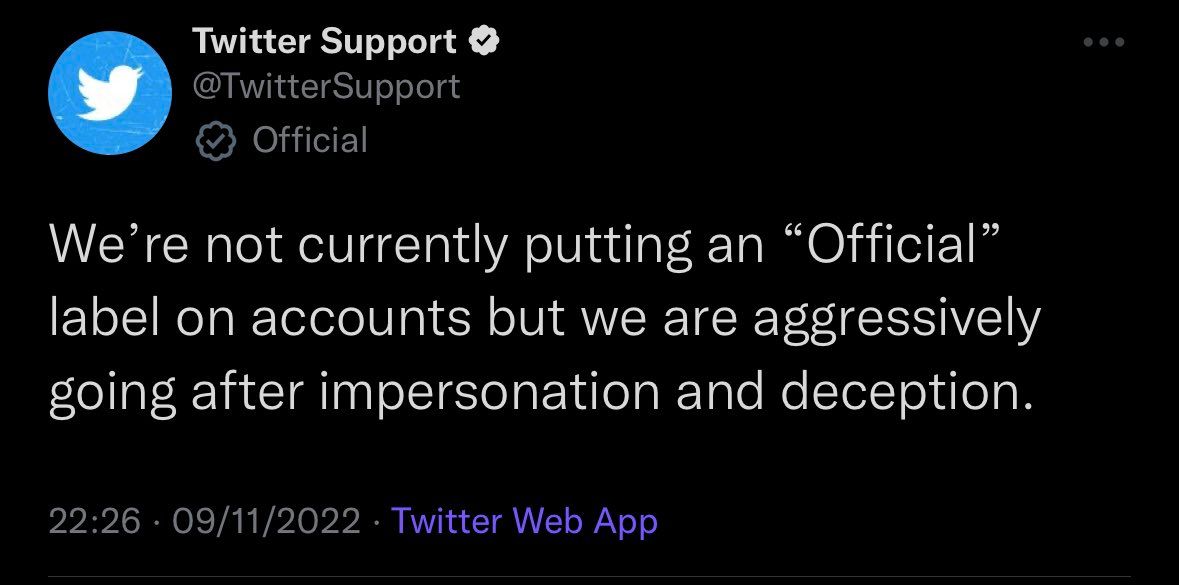 Twitter Support
@TwitterSupport
Official
We’re not currently putting an “Official”
label on accounts but we are aggressively
going after impersonation and deception.
22:26 · 09/11/2022 · Twitter Web App